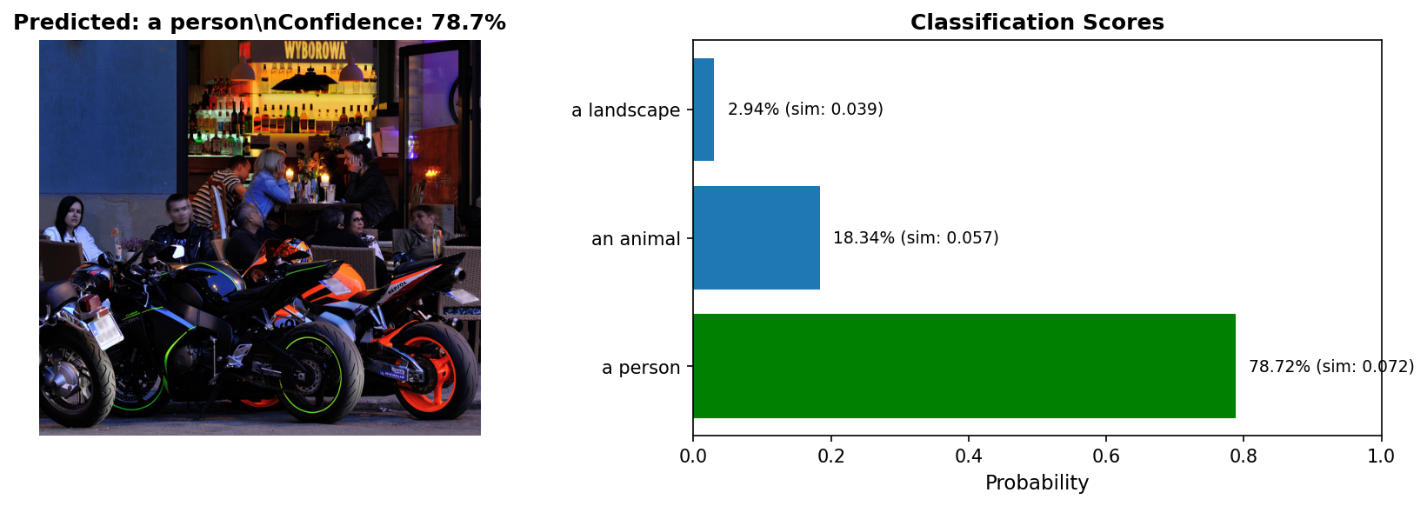 Predicted: a person\nConfidence: 78.7%
WYBOROWA
Classification Scores
a landscape
2.94% (sim: 0.039)
an animal
18.34% (sim: 0.057)
a person
78.72% (sim: 0.072)
0.0 0.2 0.4 0.6 0.8 1.0
Probability